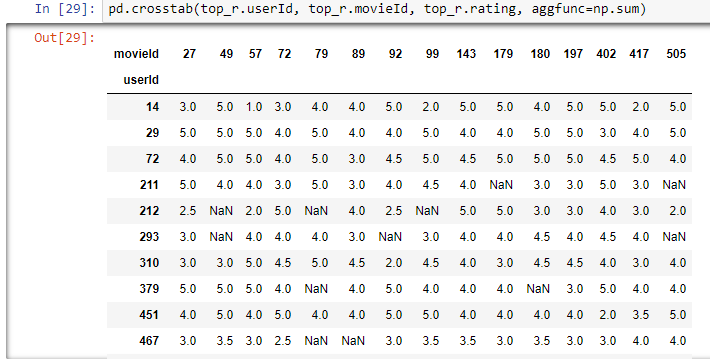 In [29]: pd.crosstab(top_r.userId, top_r.movieId, top_r.rating, aggfunc=np.sum)
Out[29]:
movieId 27 49 57 72 79 89 92 99 143 179 180 197 402 417 505
userId
14 3.0 5.0 1.0 3.0 4.0 4.0 5.0 2.0 5.0 5.0 4.0 5.0 5.0 2.0 5.0
29 5.0 5.0 5.0 4.0 5.0 4.0 4.0 5.0 4.0 4.0 5.0 5.0 3.0 4.0 5.0
72 4.0 5.0 5.0 4.0 5.0 3.0 4.5 5.0 4.5 5.0 5.0 5.0 4.5 5.0 4.0
211 5.0 4.0 4.0 3.0 5.0 3.0 4.0 4.5 4.0 NaN 3.0 3.0 5.0 3.0 NaN
212 2.5 NaN 2.0 5.0 NaN 4.0 2.5 NaN 5.0 5.0 3.0 3.0 4.0 3.0 2.0
293 3.0 NaN 4.0 4.0 4.0 3.0 NaN 3.0 4.0 4.0 4.5 4.0 4.5 4.0 NaN
310 3.0 3.0 5.0 4.5 5.0 4.5 2.0 4.5 4.0 3.0 4.5 4.5 4.0 3.0 4.0
379 5.0 5.0 5.0 4.0 NaN 4.0 5.0 4.0 4.0 4.0 NaN 3.0 5.0 4.0 4.0
451 4.0 5.0 4.0 5.0 4.0 4.0 5.0 5.0 4.0 4.0 4.0 4.0 2.0 3.5 5.0
467 3.0 3.5 3.0 2.5 NaN NaN 3.0 3.5 3.5 3.0 3.5 3.0 3.0 4.0 4.0